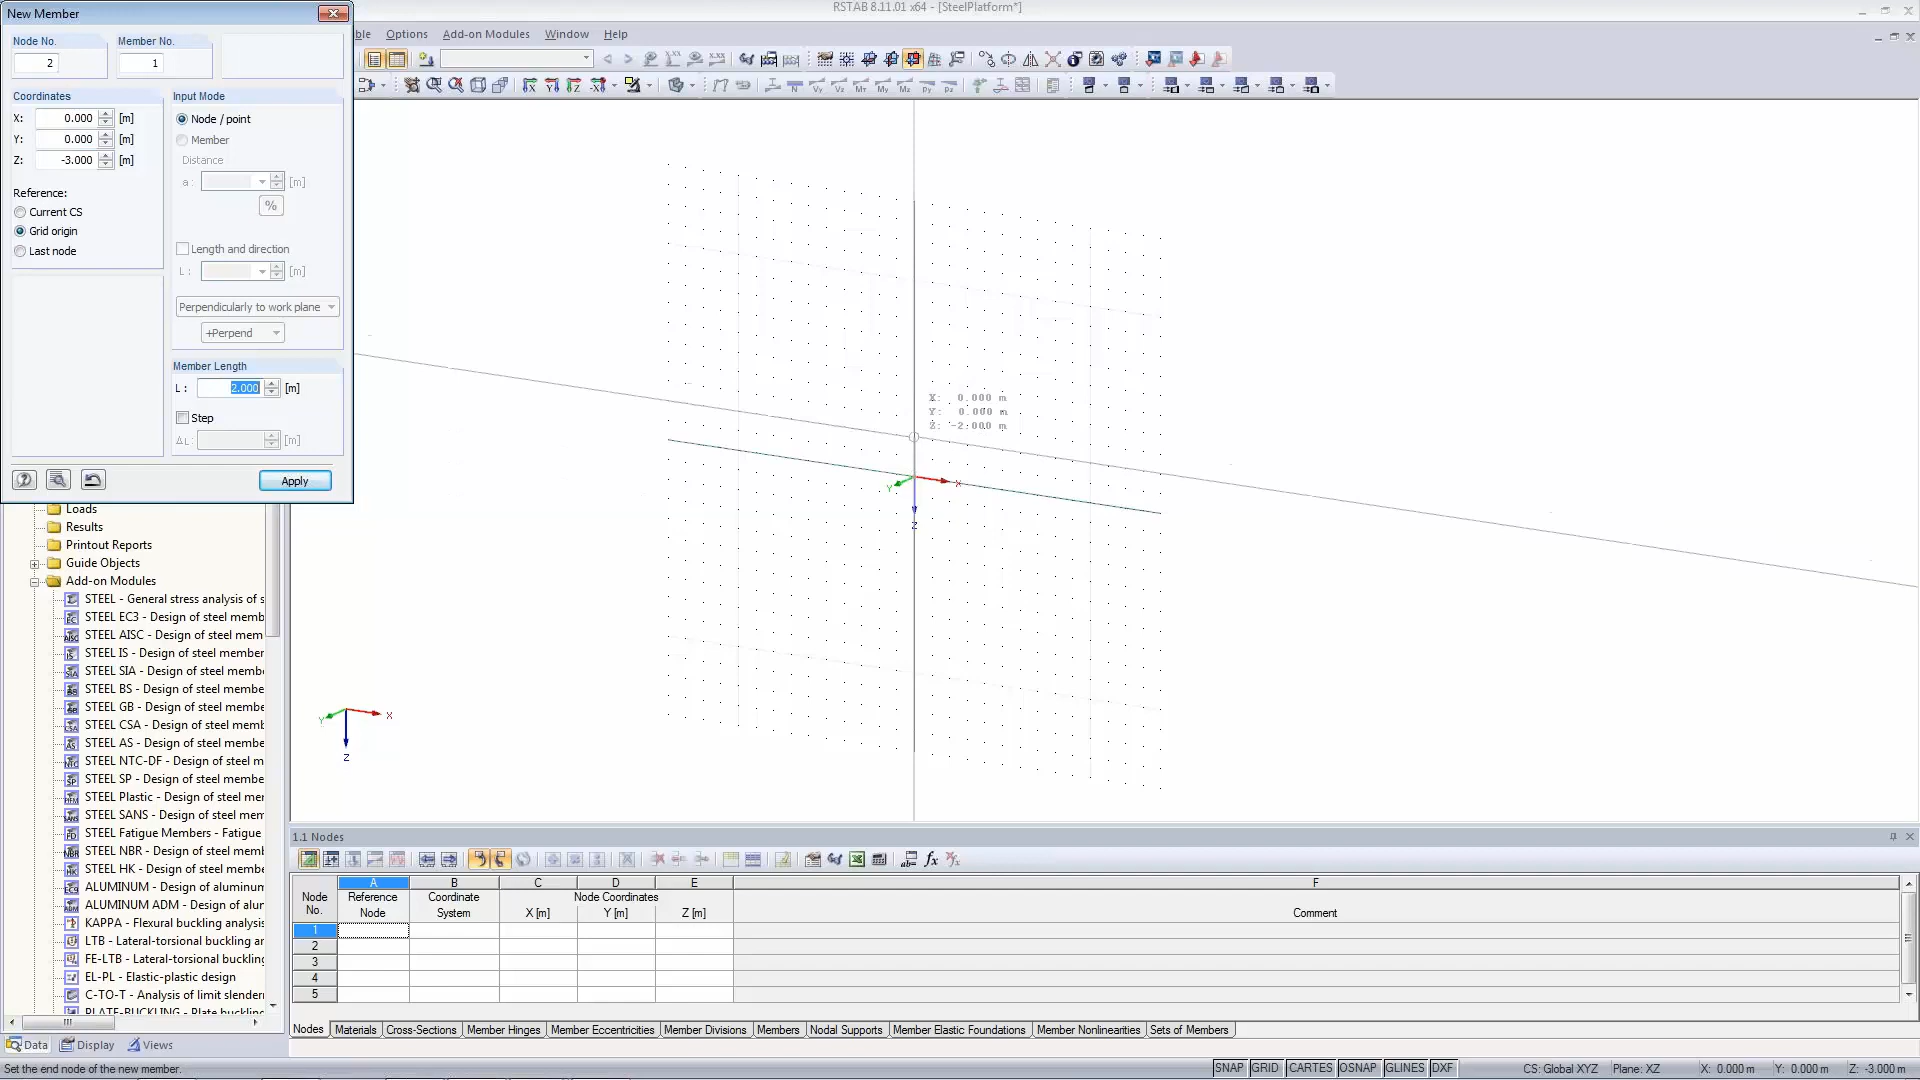 RSTAB 8.11.01 x64 - [SteelPlatform*]
New Member
ble Options Add-on Modules Window Help
Node No.
Member No.
2
1
Coordinates
X: 0.000 [m]
Y: 0.000 [m]
Z: -3.000 [m]
Reference:
Current CS
Grid origin
Last node
Input Mode
Node / point
Member
Distance
a: [m]
%
Length and direction
L: [m]
Perpendicularly to work plane
+Perpend
Member Length
L: 2.000 [m]
Step
ΔL: [m]
Apply
X: 0.000 m
Y: 0.000 m
Z: -2.000 m
Y
X
Z
Y
X
Z
Loads
Results
Printout Reports
Guide Objects
Add-on Modules
STEEL - General stress analysis of s
STEEL EC3 - Design of steel memb
STEEL AISC - Design of steel mem
STEEL IS - Design of steel membe
STEEL SIA - Design of steel membe
STEEL BS - Design of steel membe
STEEL GB - Design of steel membe
STEEL CSA - Design of steel membe
STEEL AS - Design of steel membe
STEEL NTC-DF - Design of steel m
STEEL SP - Design of steel membe
STEEL Plastic - Design of steel mem
STEEL SANS - Design of steel mem
STEEL Fatigue Members - Fatigue
STEEL NBR - Design of steel memb
STEEL HK - Design of steel membe
ALUMINUM - Design of aluminum
ALUMINUM ADM - Design of alum
KAPPA - Flexural buckling analysis
LTB - Lateral-torsional buckling an
FE-LTB - Lateral-torsional buckling
EL-PL - Elastic-plastic design
C-TO-T - Analysis of limit slendern
PLATE-BUCKLING - Plate buckling
Data Display Views
1.1 Nodes
A B C D E F
Node No.
Reference Node
Coordinate System
Node Coordinates
X [m] Y [m] Z [m]
Comment
1
2
3
4
5
Nodes Materials Cross-Sections Member Hinges Member Eccentricities Member Divisions Members Nodal Supports Member Elastic Foundations Member Nonlinearities Sets of Members
Set the end node of the new member.
SNAP GRID CARTES OSNAP GLINES DXF CS: Global XYZ Plane: XZ X: 0.000 m Y: 0.000 m Z: -3.000 m